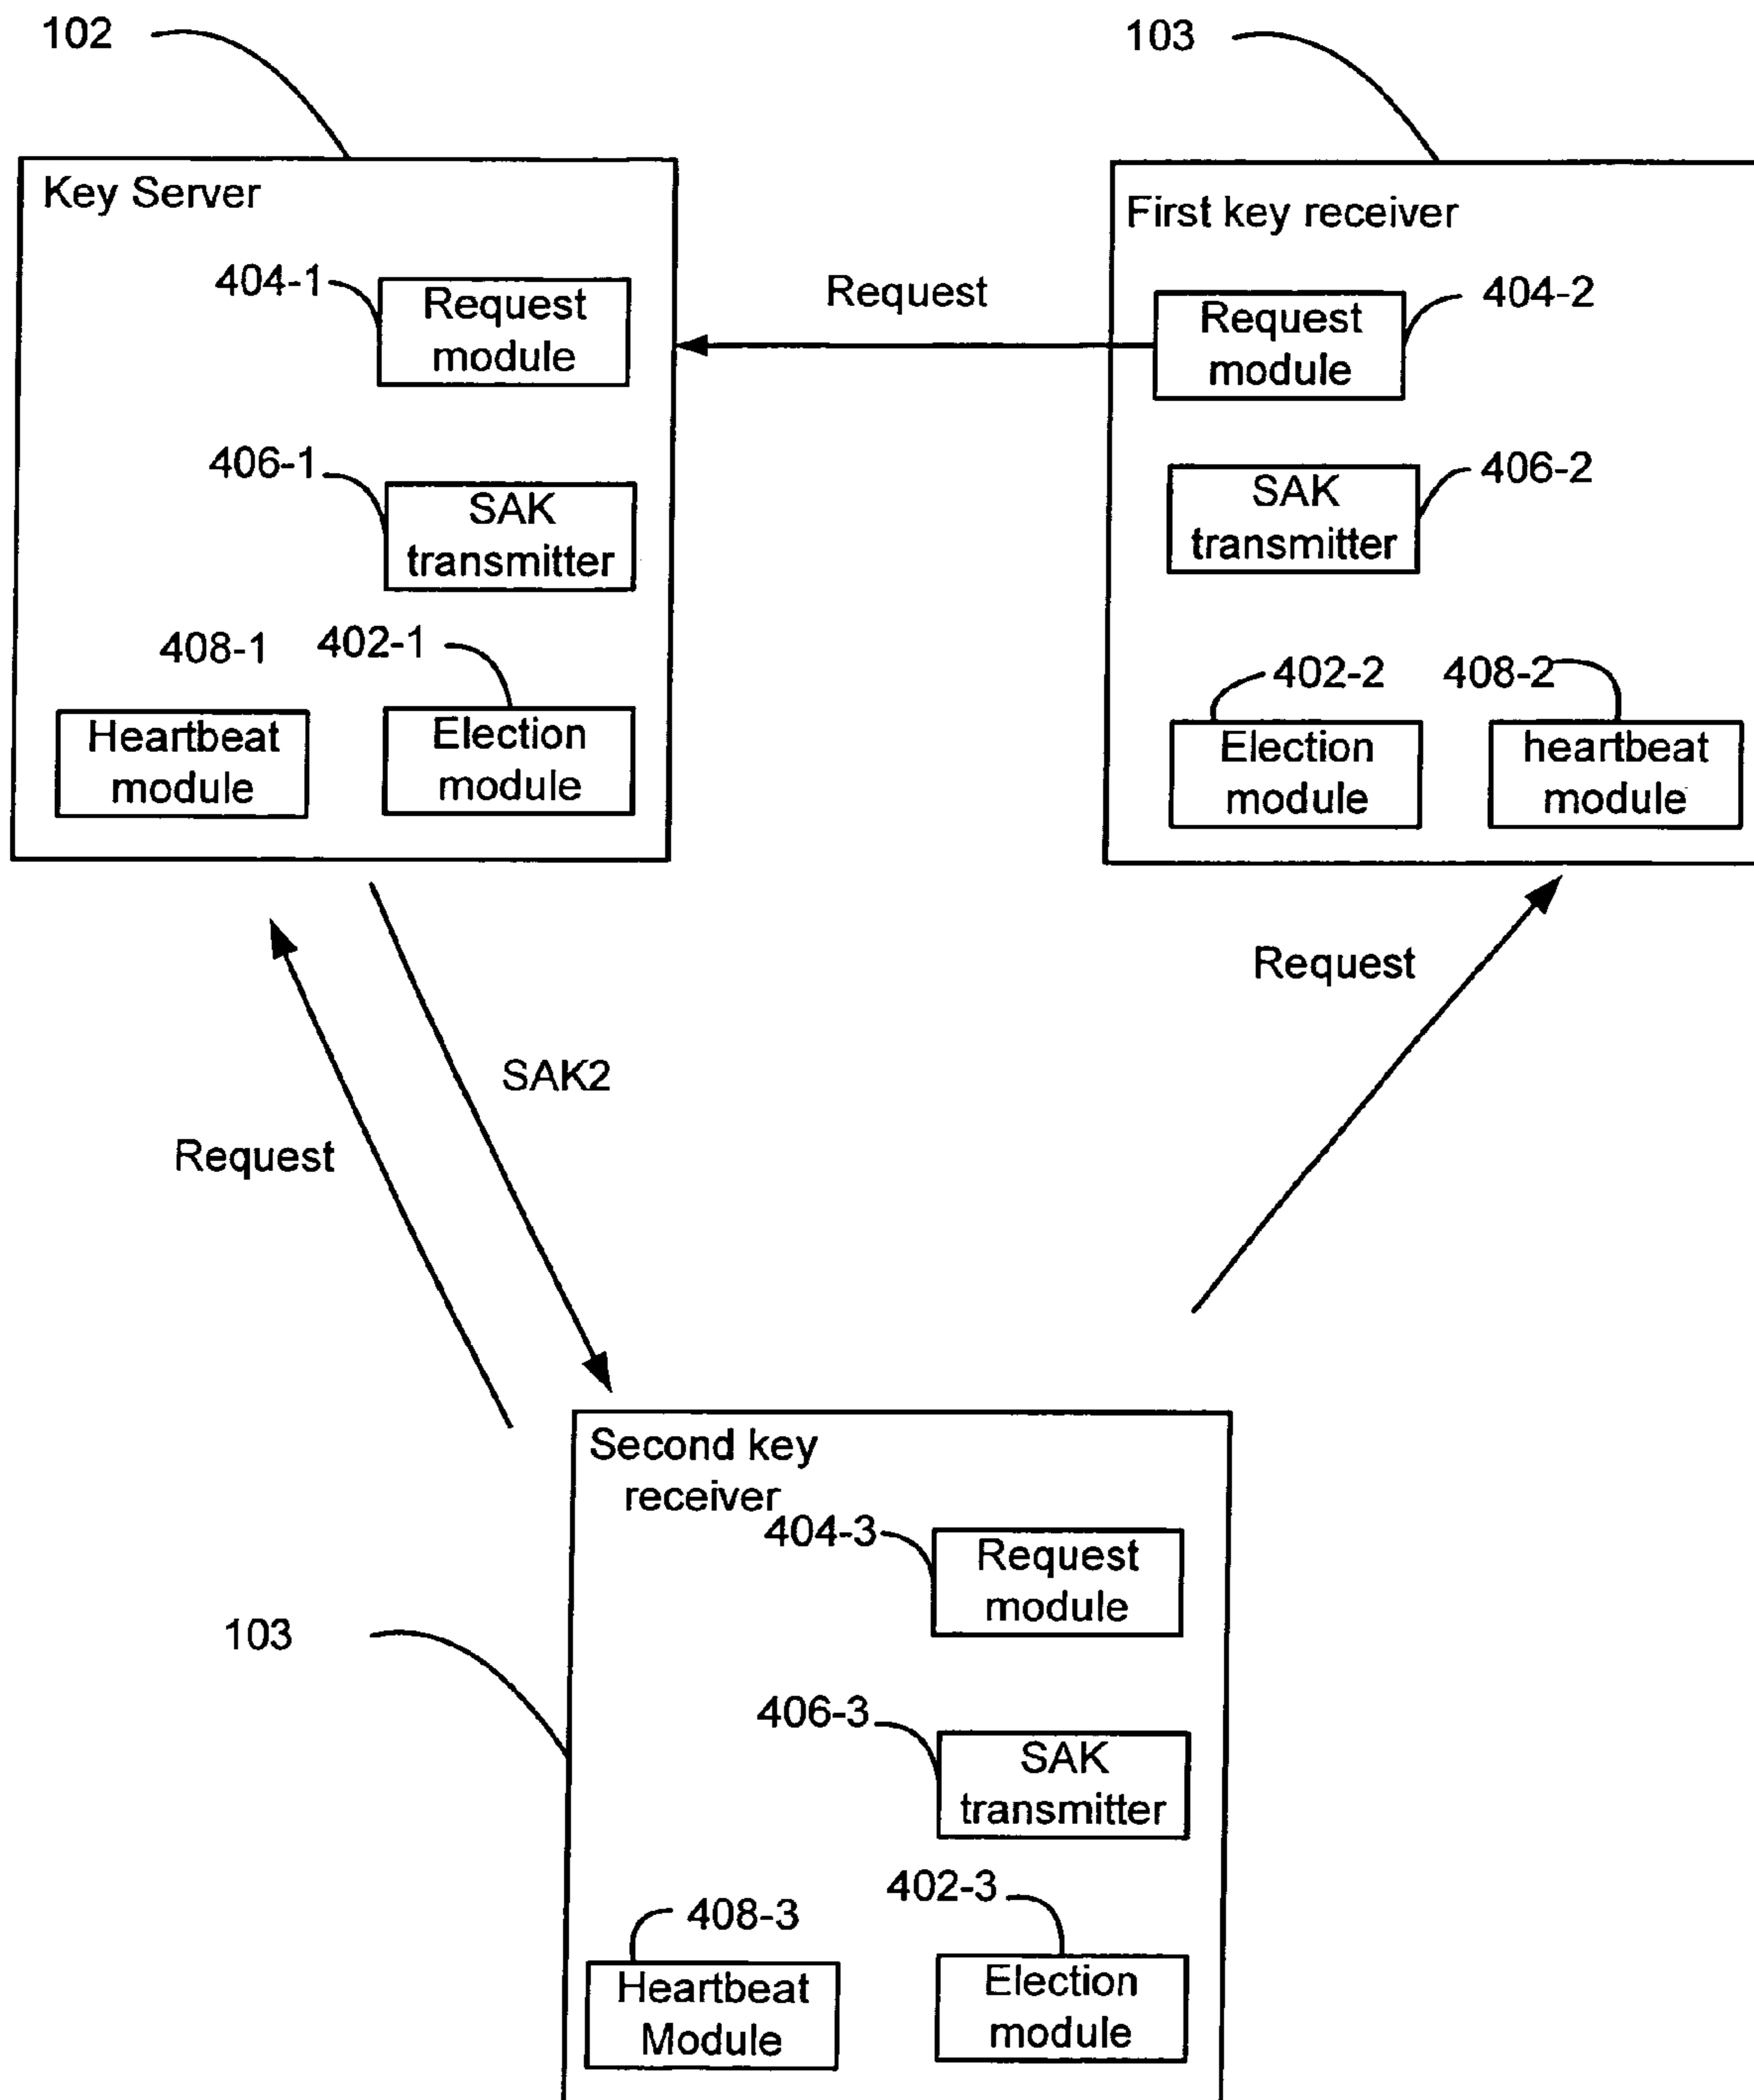 102
103
Key Server
First key receiver
404-1
Request
module
Request
Request
module
404-2
406-1
SAK
transmitter
SAK
transmitter
406-2
408-1
402-1
Heartbeat
module
Election
module
402-2
408-2
Election
module
heartbeat
module
Request
SAK2
Request
Second key
receiver
404-3
Request
module
103
406-3
SAK
transmitter
408-3
402-3
Heartbeat
Module
Election
module